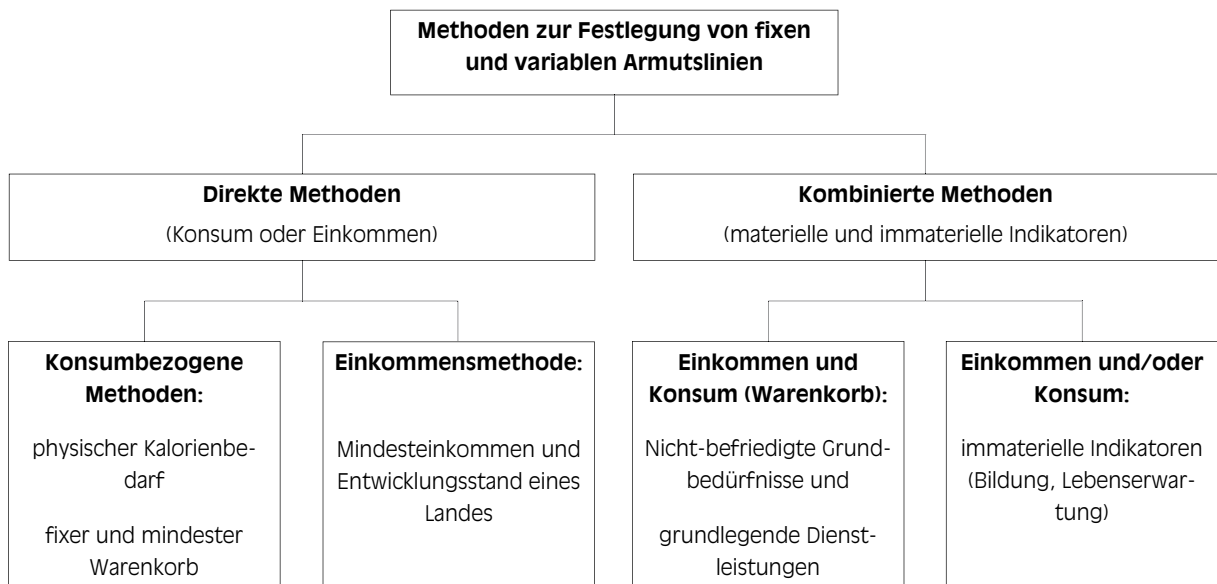 Methoden zur Festlegung von fixen
und variablen Armutslinien
Direkte Methoden
(Konsum oder Einkommen)
Kombinierte Methoden
(materielle und immaterielle Indikatoren)
Konsumbezogene
Methoden:
physischer Kalorienbe-
darf
fixer und mindester
Warenkorb
Einkommensmethode:
Mindesteinkommen und
Entwicklungsstand eines
Landes
Einkommen und
Konsum (Warenkorb):
Nicht-befriedigte Grund-
bedürfnisse und
grundlegende Dienst-
leistungen
Einkommen und/oder
Konsum:
immaterielle Indikatoren
(Bildung, Lebenserwar-
tung)